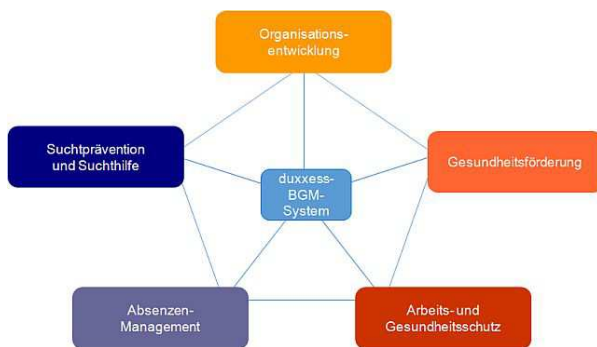 Organisations-
entwicklung
Suchtprävention
und Suchthilfe
Gesundheitsförderung
duxxess-
BGM-
System
Absenzen-
Management
Arbeits- und
Gesundheitsschutz